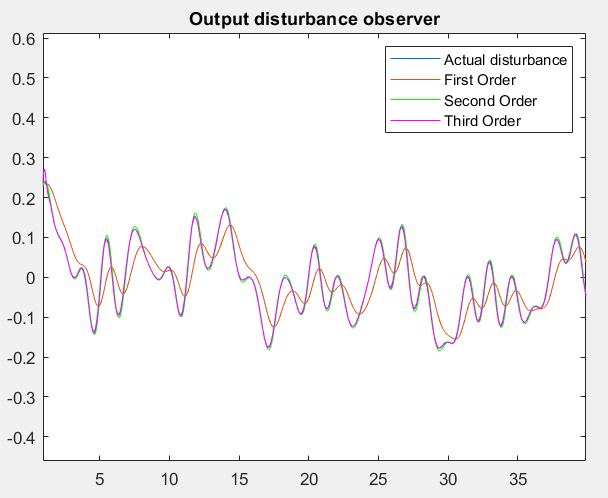 Output disturbance observer
Actual disturbance
First Order
Second Order
Third Order
0.6
0.5
0.4
0.3
0.2
0.1
0
-0.1
-0.2
-0.3
-0.4
5 10 15 20 25 30 35